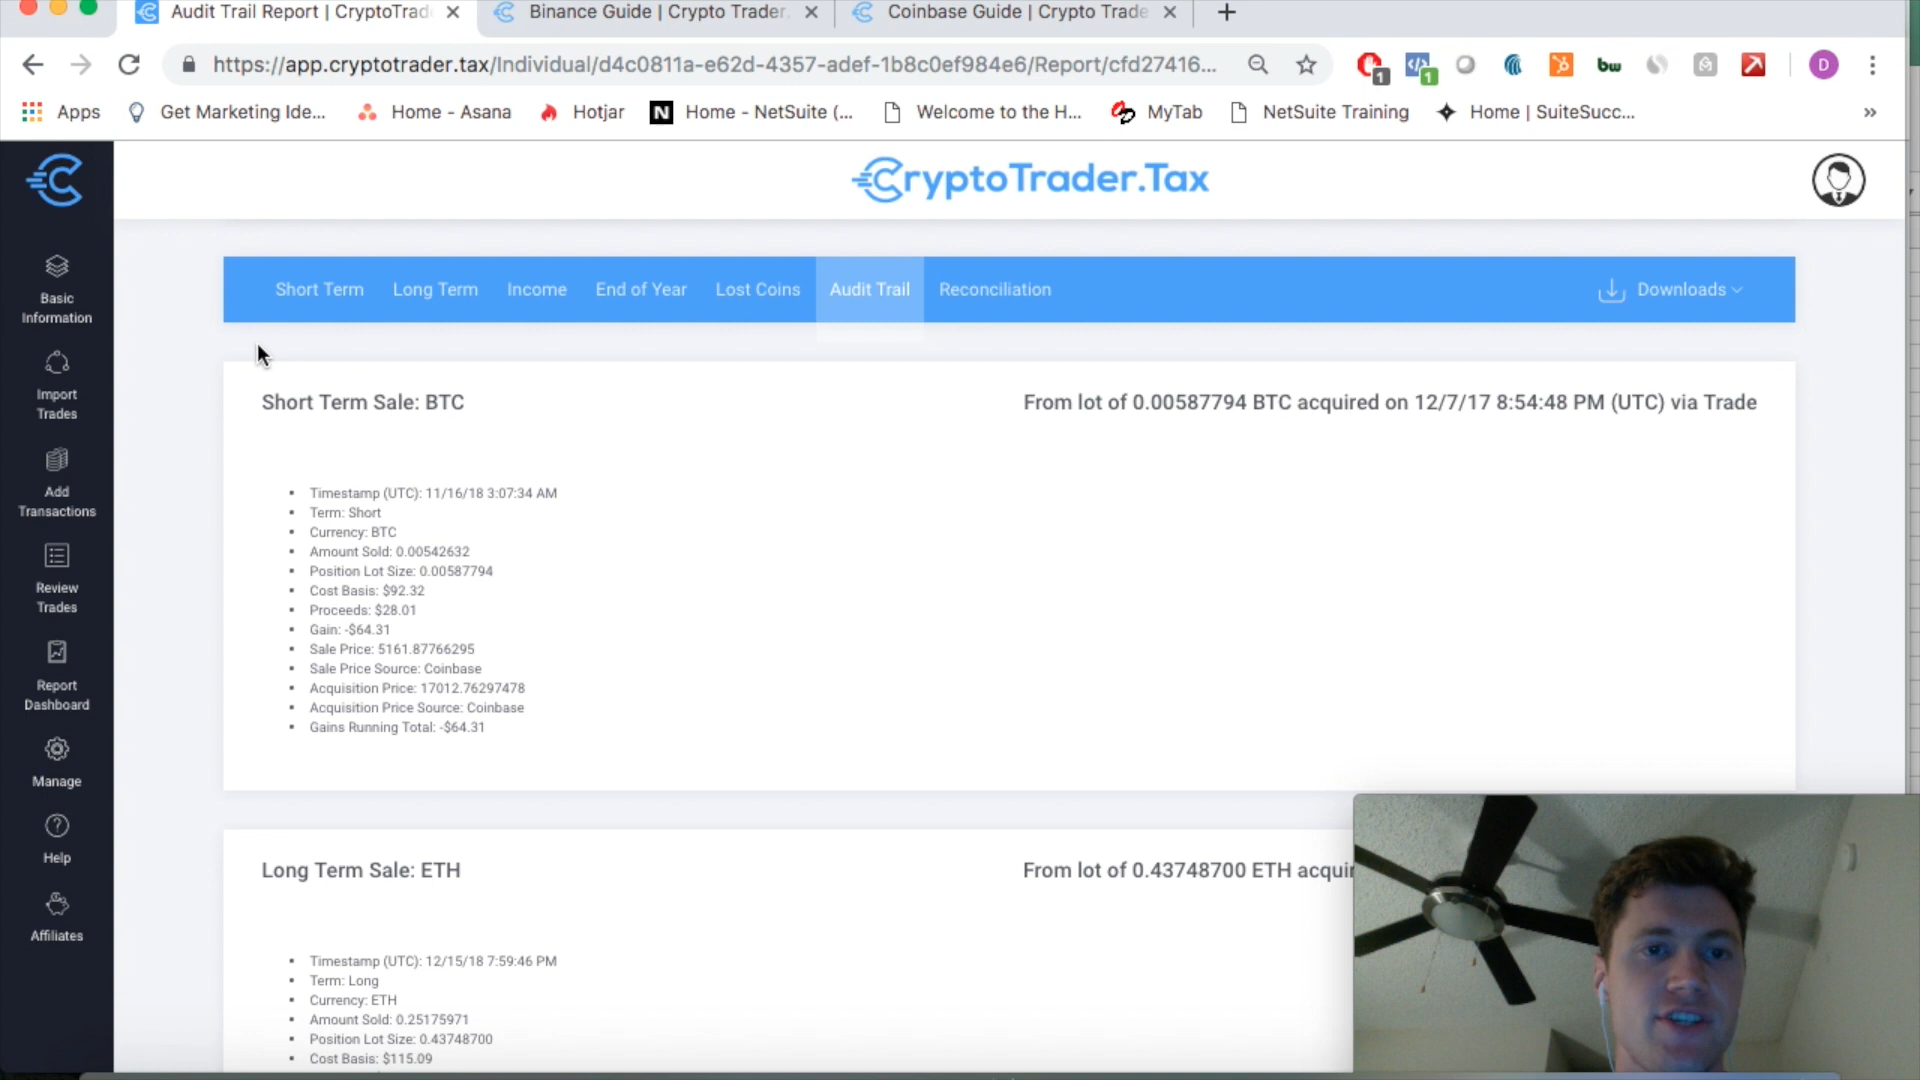 Audit Trail Report | CryptoTrad
Binance Guide | Crypto Trader.
Coinbase Guide | Crypto Trade
https://app.cryptotrader.tax/Individual/d4c0811a-e62d-4357-adef-1b8c0ef984e6/Report/cfd27416...
1
1
bw
D
Apps
Get Marketing Ide...
Home - Asana
Hotjar
N
Home - NetSuite (...
Welcome to the H...
MyTab
NetSuite Training
Home | SuiteSucc...
CryptoTrader.Tax
Basic
Information
Import
Trades
Add
Transactions
Review
Trades
Report
Dashboard
Manage
Help
Affiliates
Short Term
Long Term
Income
End of Year
Lost Coins
Audit Trail
Reconciliation
Downloads
Short Term Sale: BTC
From lot of 0.00587794 BTC acquired on 12/7/17 8:54:48 PM (UTC) via Trade
Timestamp (UTC): 11/16/18 3:07:34 AM
Term: Short
Currency: BTC
Amount Sold: 0.00542632
Position Lot Size: 0.00587794
Cost Basis: $92.32
Proceeds: $28.01
Gain: -$64.31
Sale Price: 5161.87766295
Sale Price Source: Coinbase
Acquisition Price: 17012.76297478
Acquisition Price Source: Coinbase
Gains Running Total: -$64.31
Long Term Sale: ETH
From lot of 0.43748700 ETH acquir
Timestamp (UTC): 12/15/18 7:59:46 PM
Term: Long
Currency: ETH
Amount Sold: 0.25175971
Position Lot Size: 0.43748700
Cost Basis: $115.09